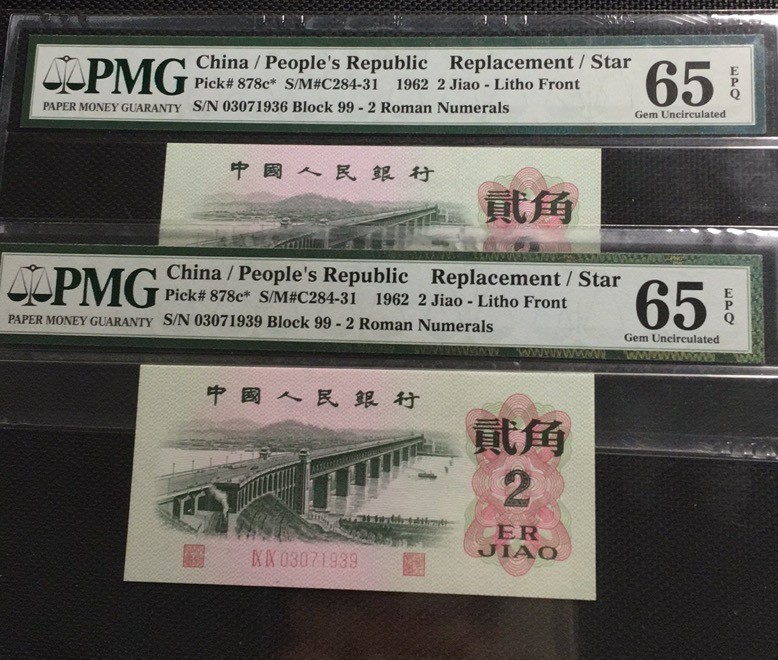 PMG
PAPER MONEY GUARANTY
China / People's Republic Replacement / Star
Pick# 878c* S/M#C284-31 1962 2 Jiao - Litho Front
S/N 03071936 Block 99 - 2 Roman Numerals
65 EPQ
Gem Uncirculated
中國人民銀行
貳角
PMG
PAPER MONEY GUARANTY
China / People's Republic Replacement / Star
Pick# 878c* S/M#C284-31 1962 2 Jiao - Litho Front
S/N 03071939 Block 99 - 2 Roman Numerals
65 EPQ
Gem Uncirculated
中國人民銀行
貳角
2
ER
JIAO
IX IX 03071939